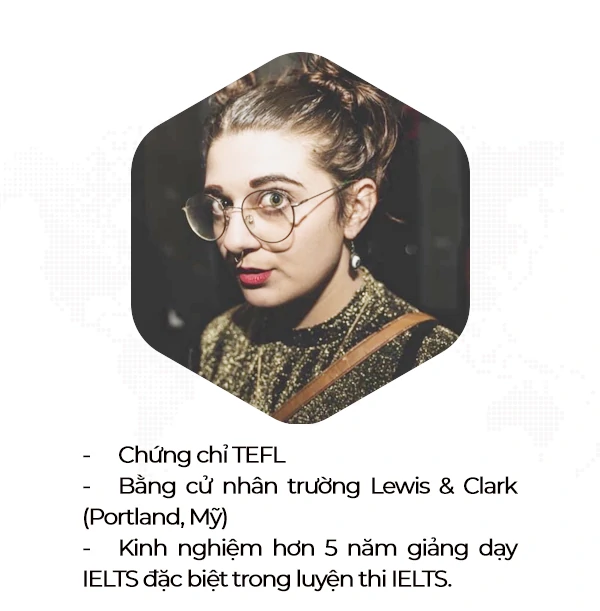 - Chứng chỉ TEFL
- Bằng cử nhân trường Lewis & Clark
(Portland, Mỹ)
- Kinh nghiệm hơn 5 năm giảng dạy
IELTS đặc biệt trong luyện thi IELTS.